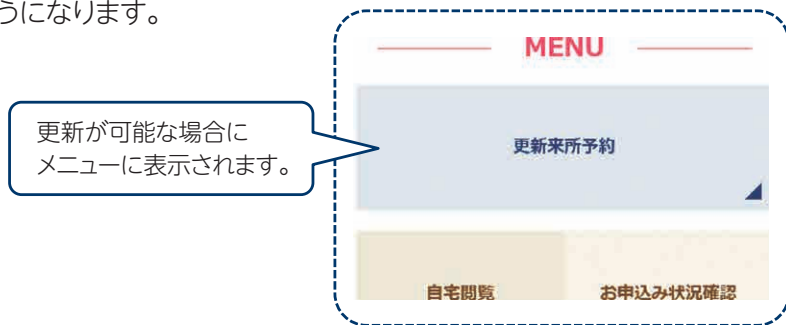 うになります。
MENU
更新が可能な場合に
メニューに表示されます。
更新来所予約
自宅閲覧
お申込み状況確認